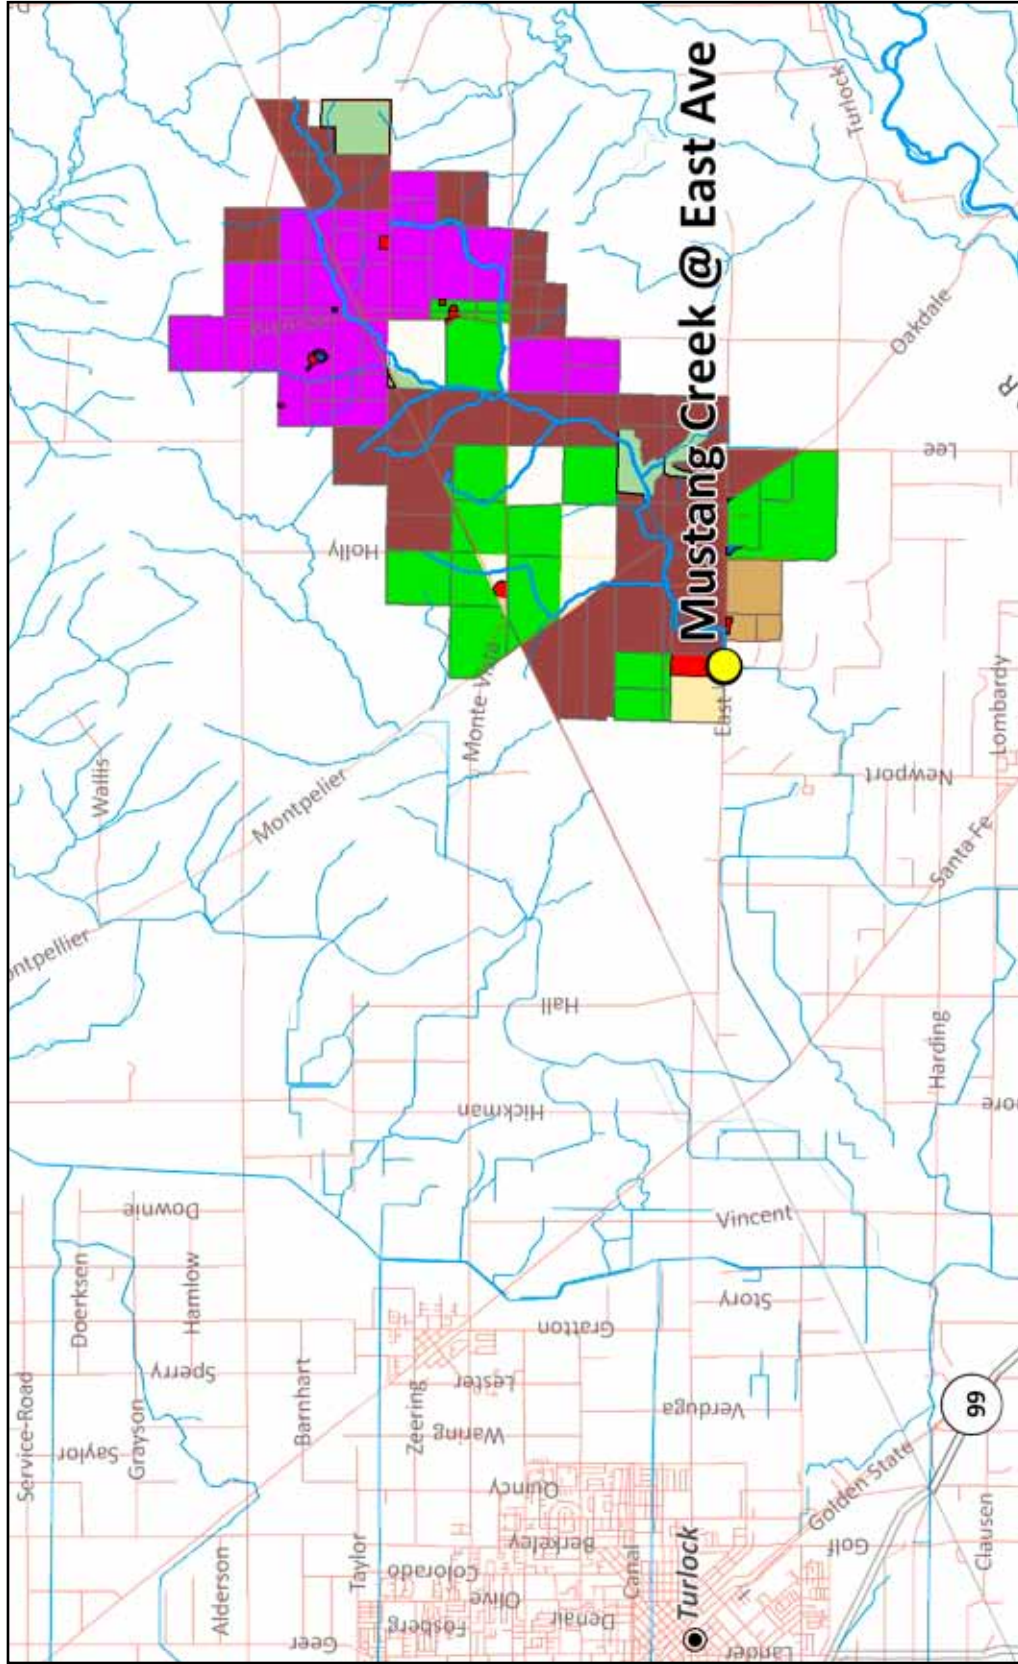 Mustang Creek @ East Ave
Turlock
Oakdale
Lee
Holly
Monte Vista
East
Lombardy
Newport
Wallis
Montpelier
ontpellier
Santa Fe
Hall
Harding
Hickman
ore
Downie
Vincent
Doerksen
Hamlow
Story
Gratton
Sperry
Service-Road
Saylor
Grayson
Barnhart
Zeering
Lester
Waring
Verduga
99
Quincy
Golden State
Berkeley
Golf
Clausen
Alderson
Taylor
Colorado
Olive
Canal
Denair
Fosberg
Geer
Turlock
Lander
R